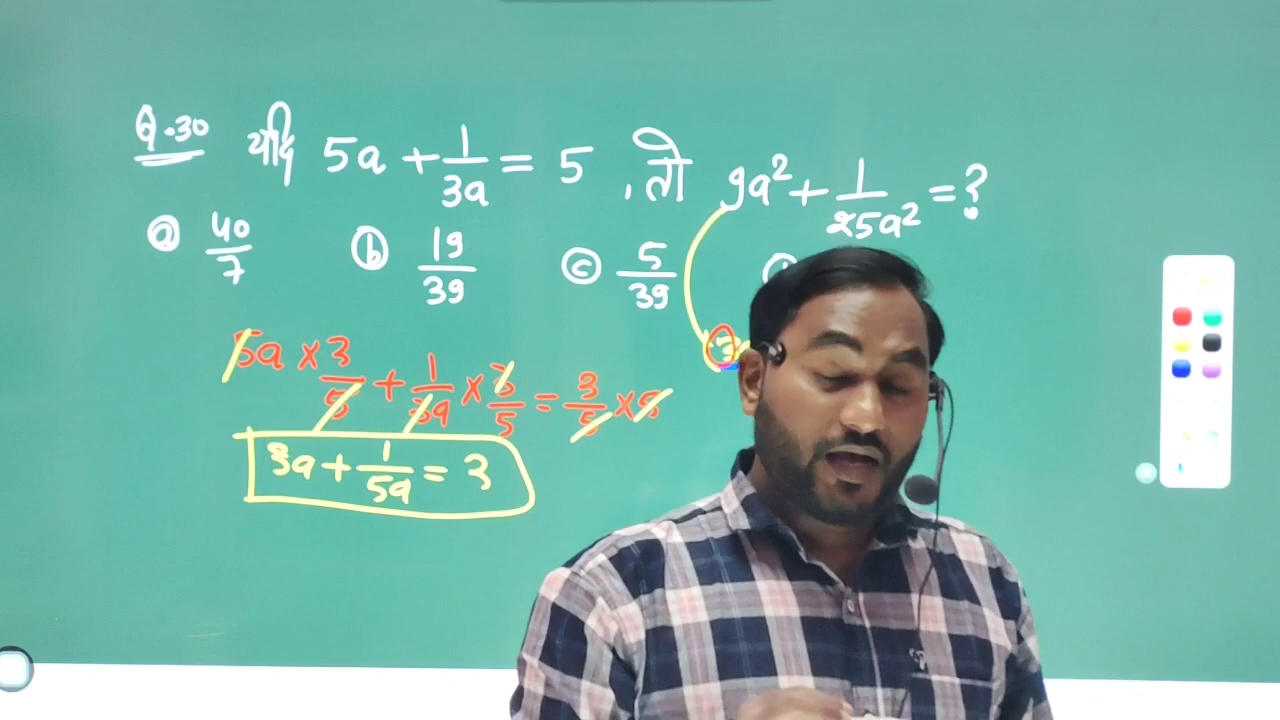 Q.30 यदि 5a + 1/3a = 5, तो 9a² + 1/25a² = ?
ⓐ 40/7 ⓑ 19/39 ⓒ 5/39
5a × 3/5 + 1/3a × 3/5 = 3/5 × 5
3a + 1/5a = 3